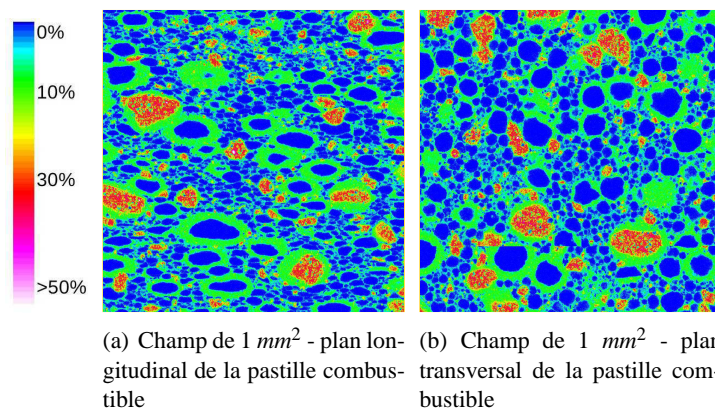 0%
10%
30%
>50%
(a) Champ de 1 mm² - plan lon-
gitudinal de la pastille combus-
tible
(b) Champ de 1 mm² - plan
transversal de la pastille com-
bustible